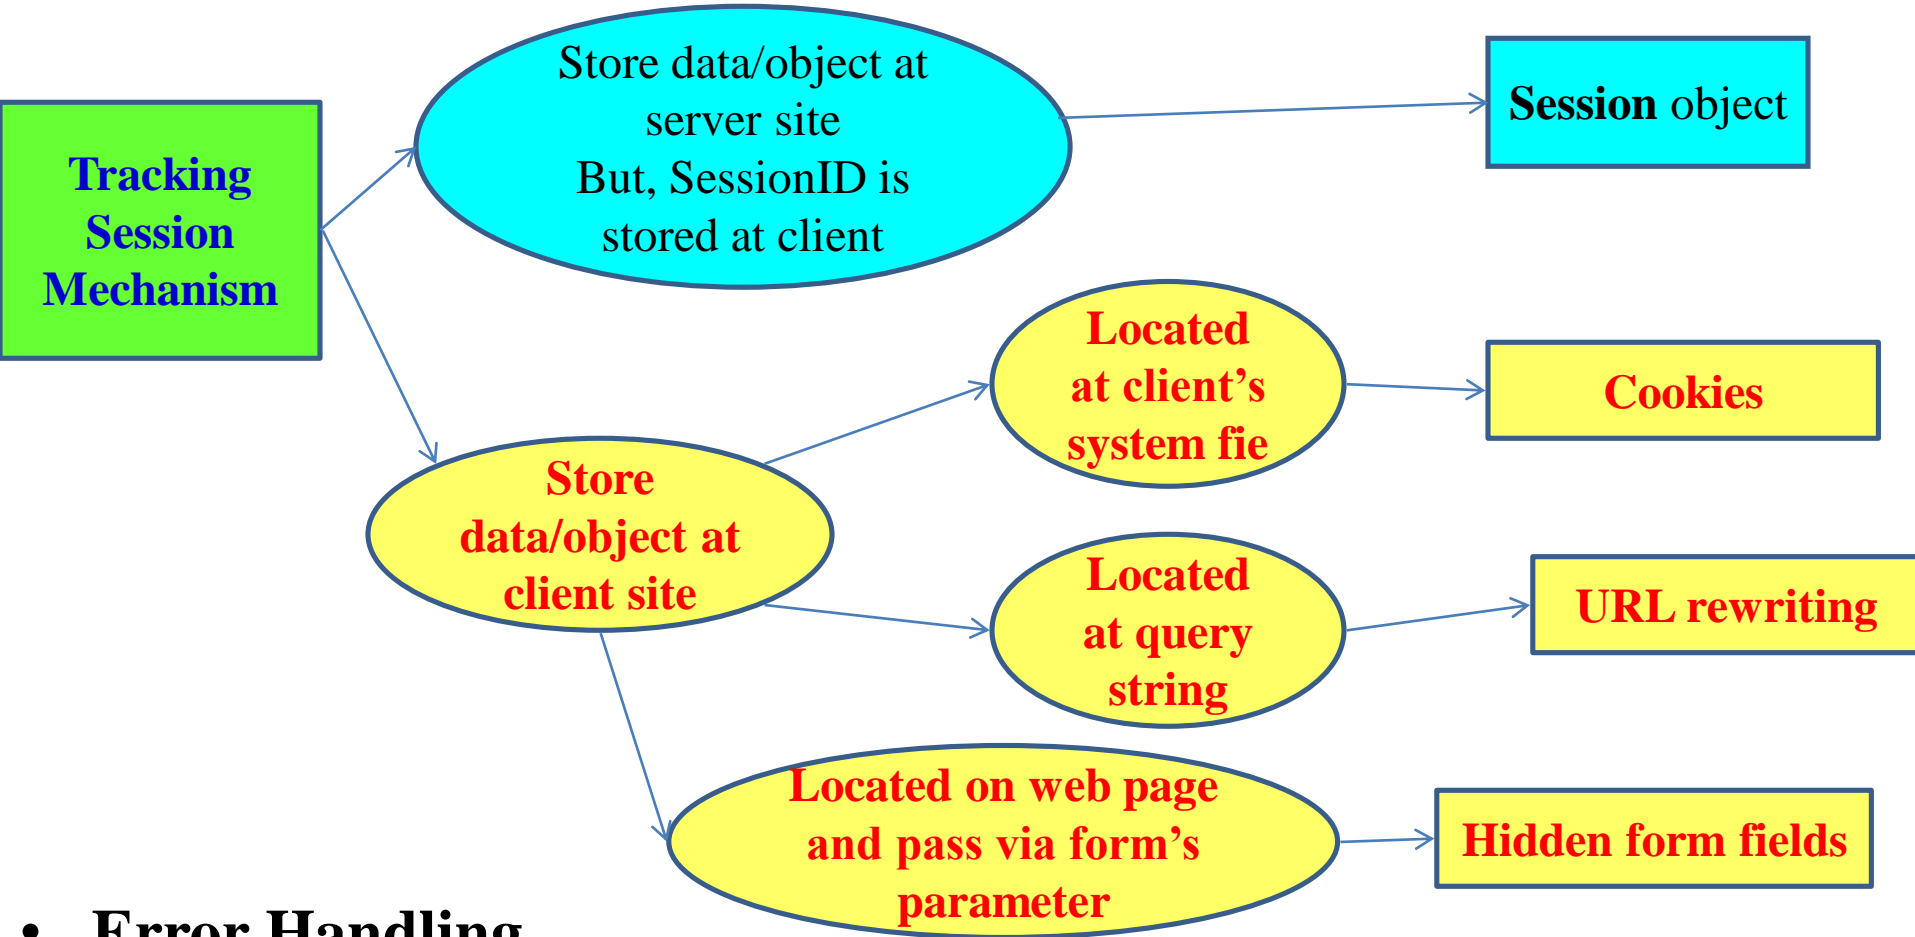 Tracking
Session
Mechanism
Store data/object at
server site
But, SessionID is
stored at client
Session object
Located
at client’s
system fie
Cookies
Store
data/object at
client site
Located
at query
string
URL rewriting
Located on web page
and pass via form’s
parameter
Hidden form fields
• Error Handling